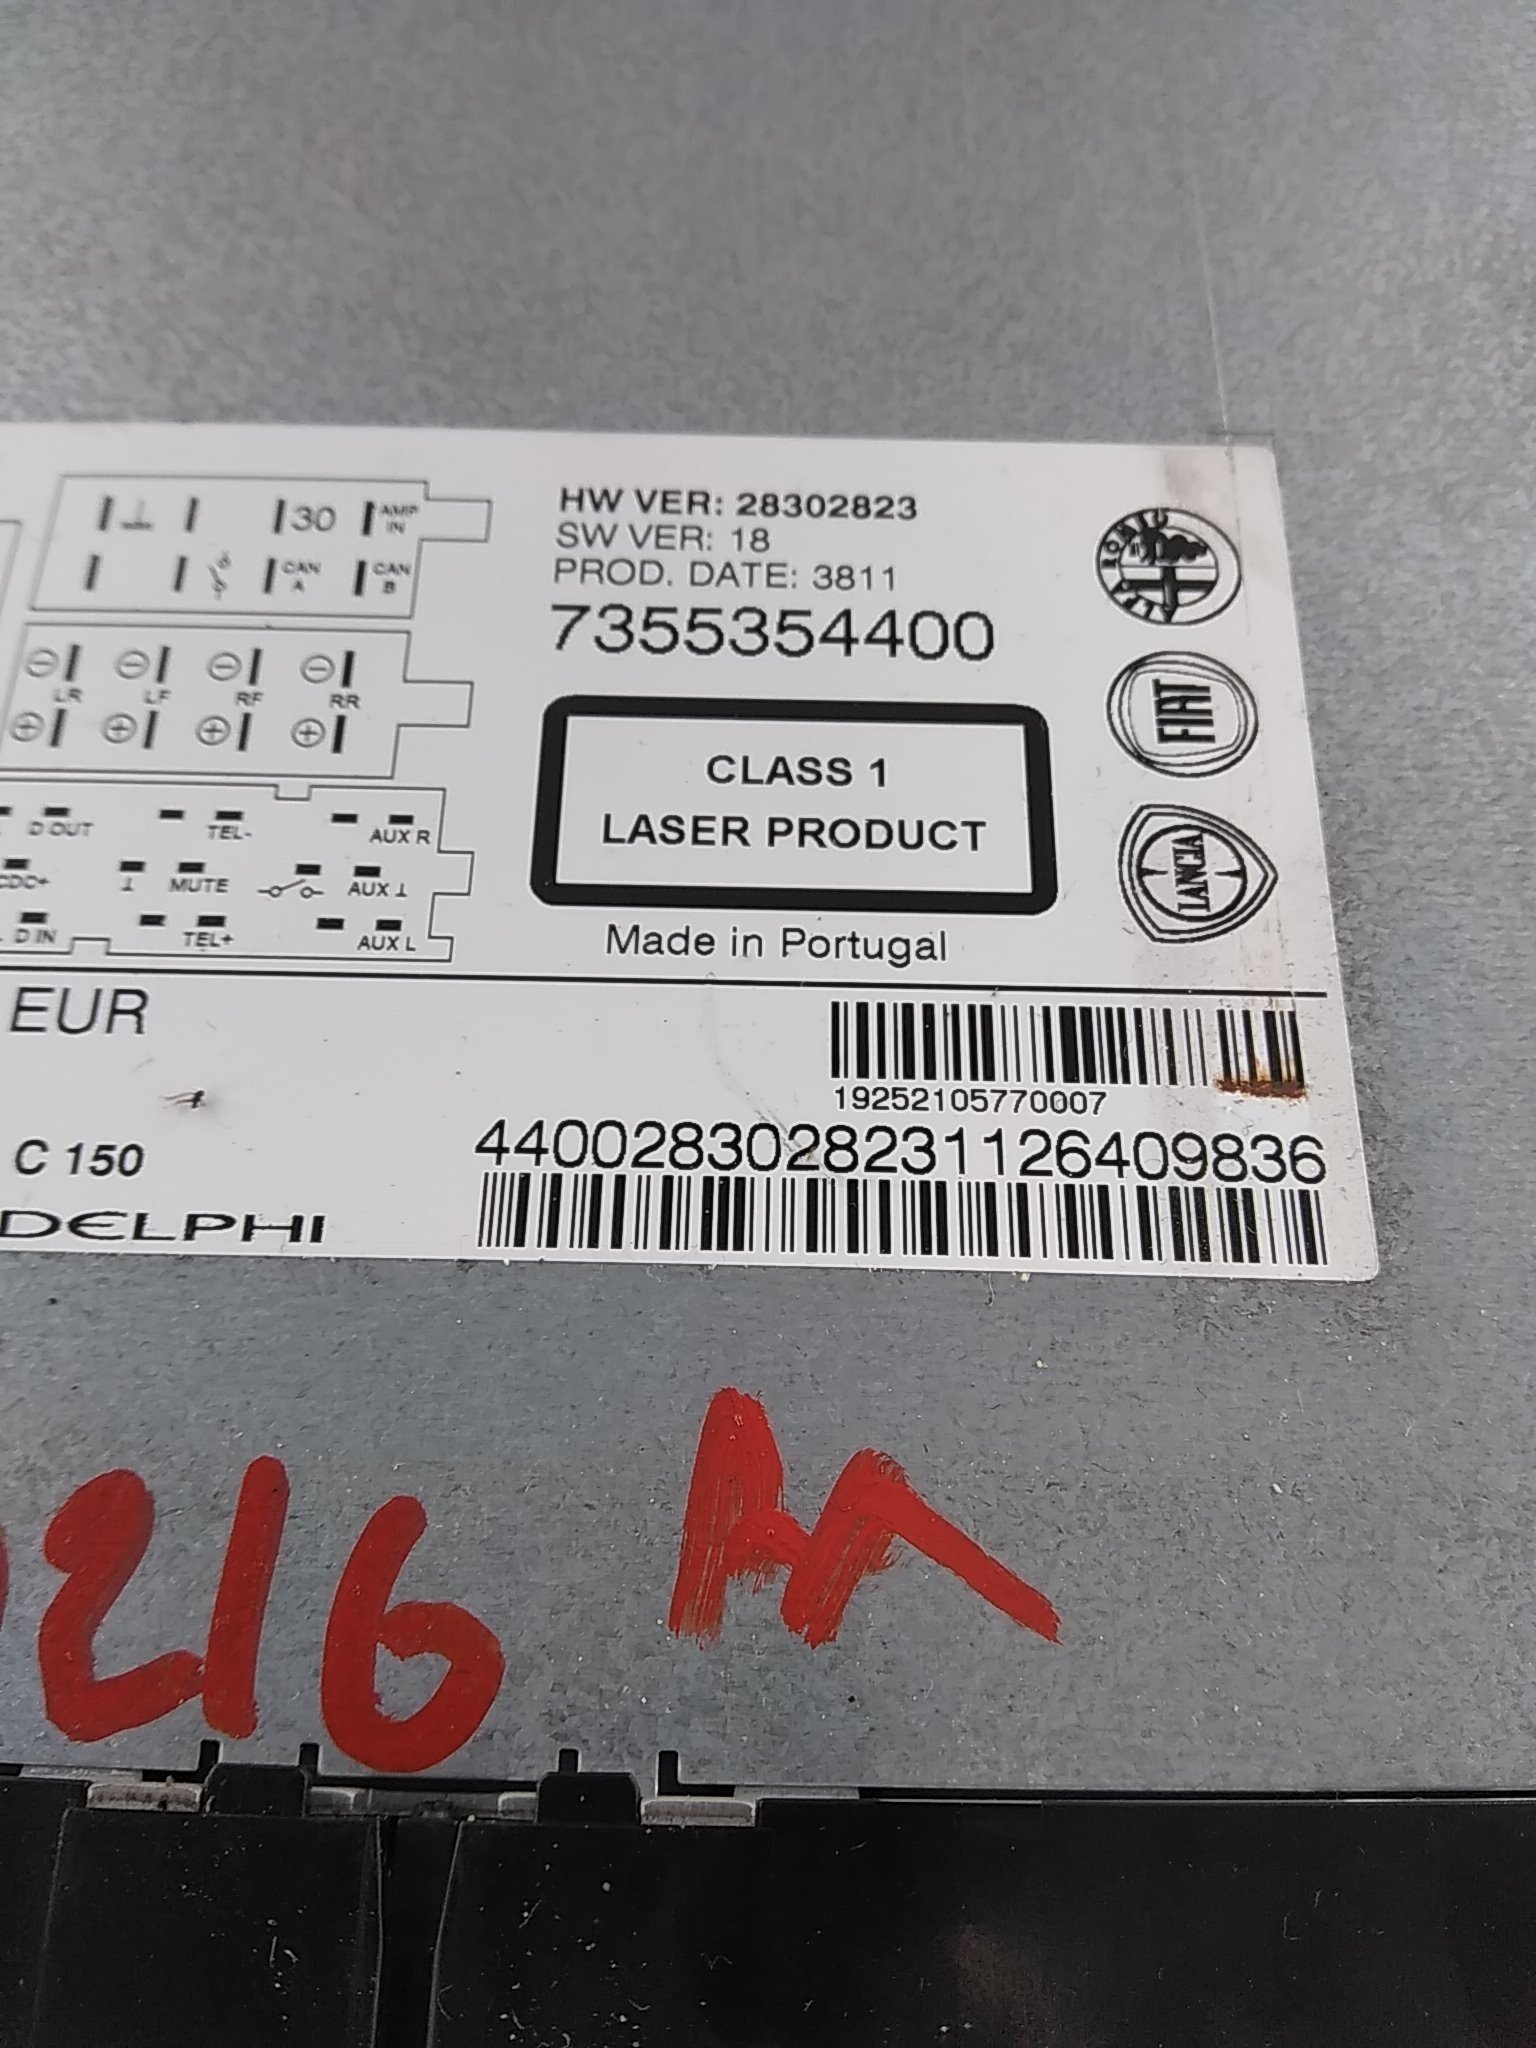 30 AMP IN
CAN A CAN B
LR LF RF RR
D OUT TEL- AUX R
CDC+ MUTE AUX
D IN TEL+ AUX L
HW VER: 28302823
SW VER: 18
PROD. DATE: 3811
7355354400
CLASS 1
LASER PRODUCT
Made in Portugal
ALFA ROMEO
FIAT
LANCIA
EUR
19252105770007
C 150
4400283028231126409836
DELPHI
216 M